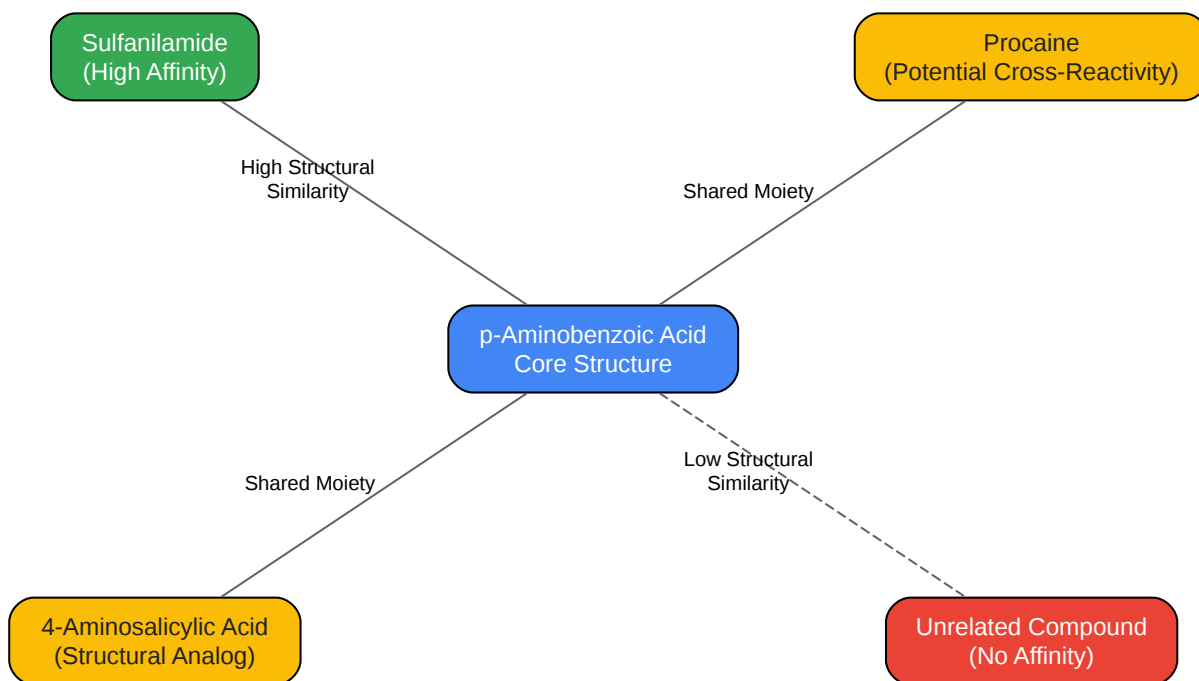 Sulfanilamide
(High Affinity)
Procaine
(Potential Cross-Reactivity)
High Structural
Similarity
Shared Moiety
p-Aminobenzoic Acid
Core Structure
Shared Moiety
Low Structural
Similarity
4-Aminosalicylic Acid
(Structural Analog)
Unrelated Compound
(No Affinity)